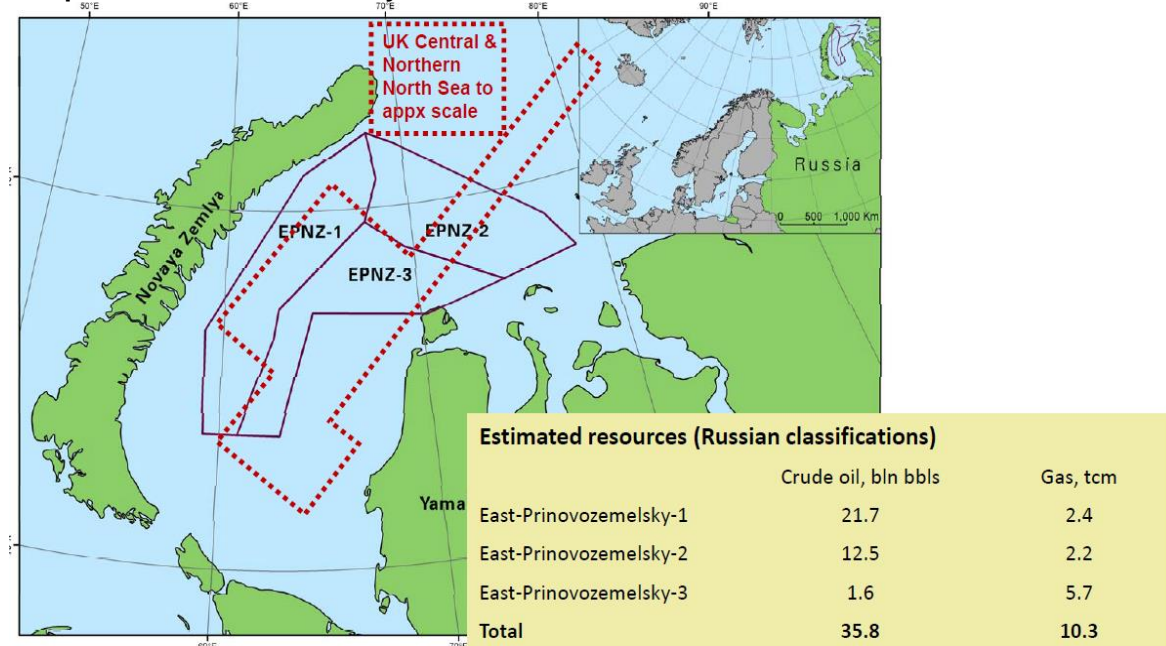 50°E 60°E 70°E 80°E 90°E
UK Central &
Northern
North Sea to
appx scale
Russia
0 500 1,000 Km
Novaya Zemlya
EPNZ-1
EPNZ-2
EPNZ-3
Yama
60°E
Estimated resources (Russian classifications)
Crude oil, bln bbls Gas, tcm
East-Prinovozemelsky-1 21.7 2.4
East-Prinovozemelsky-2 12.5 2.2
East-Prinovozemelsky-3 1.6 5.7
Total 35.8 10.3